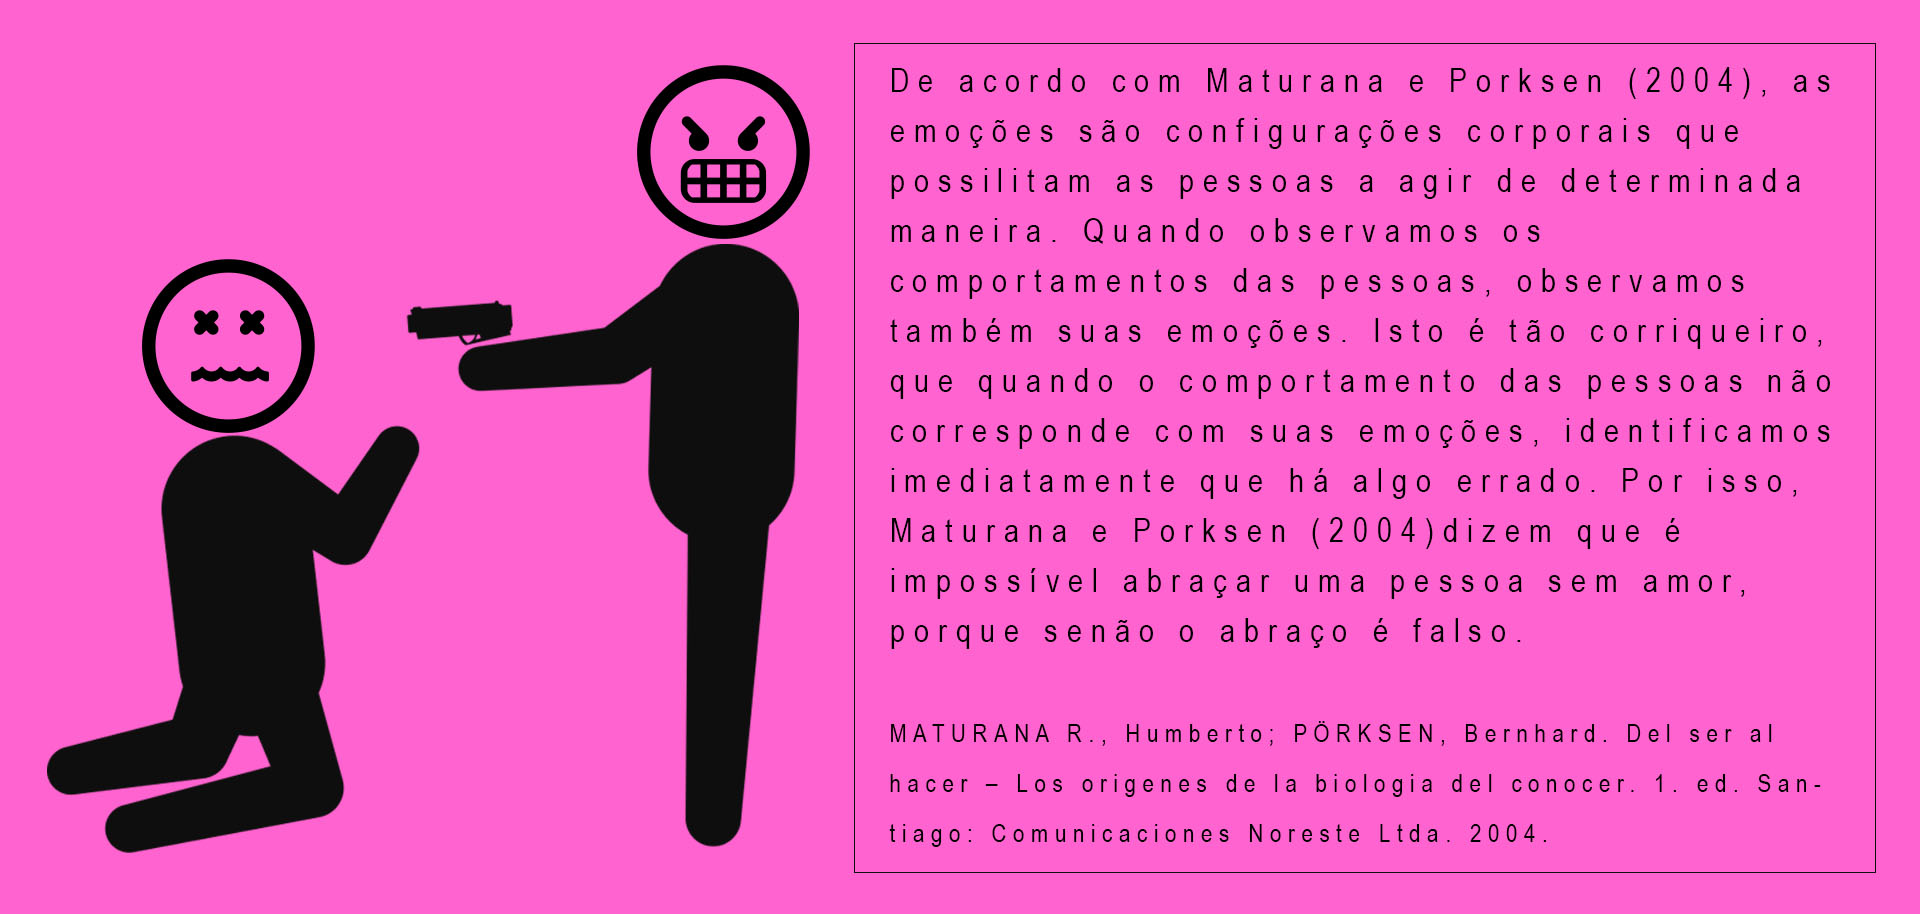 De acordo com Maturana e Porksen (2004), as
emoções são configurações corporais que
possilitam as pessoas a agir de determinada
maneira. Quando observamos os
comportamentos das pessoas, observamos
também suas emoções. Isto é tão corriqueiro,
que quando o comportamento das pessoas não
corresponde com suas emoções, identificamos
imediatamente que há algo errado. Por isso,
Maturana e Porksen (2004)dizem que é
impossível abraçar uma pessoa sem amor,
porque senão o abraço é falso.
MATURANA R., Humberto; PÖRKSEN, Bernhard. Del ser al
hacer – Los origenes de la biologia del conocer. 1. ed. San-
tiago: Comunicaciones Noreste Ltda. 2004.